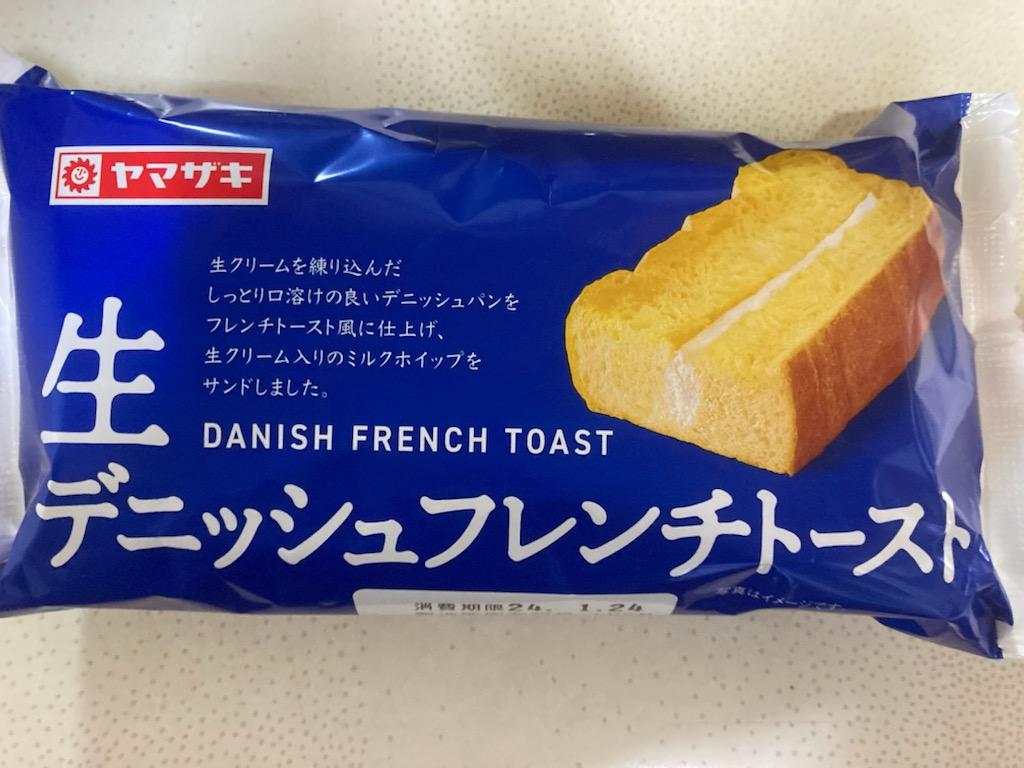 ヤマザキ
生クリームを練り込んだ
しっとり口溶けの良いデニッシュパンを
フレンチトースト風に仕上げ、
生クリーム入りのミルクホイップを
サンドしました。
生
DANISH FRENCH TOAST
デニッシュフレンチトースト
消費期限24. 1.24
写真はイメージです